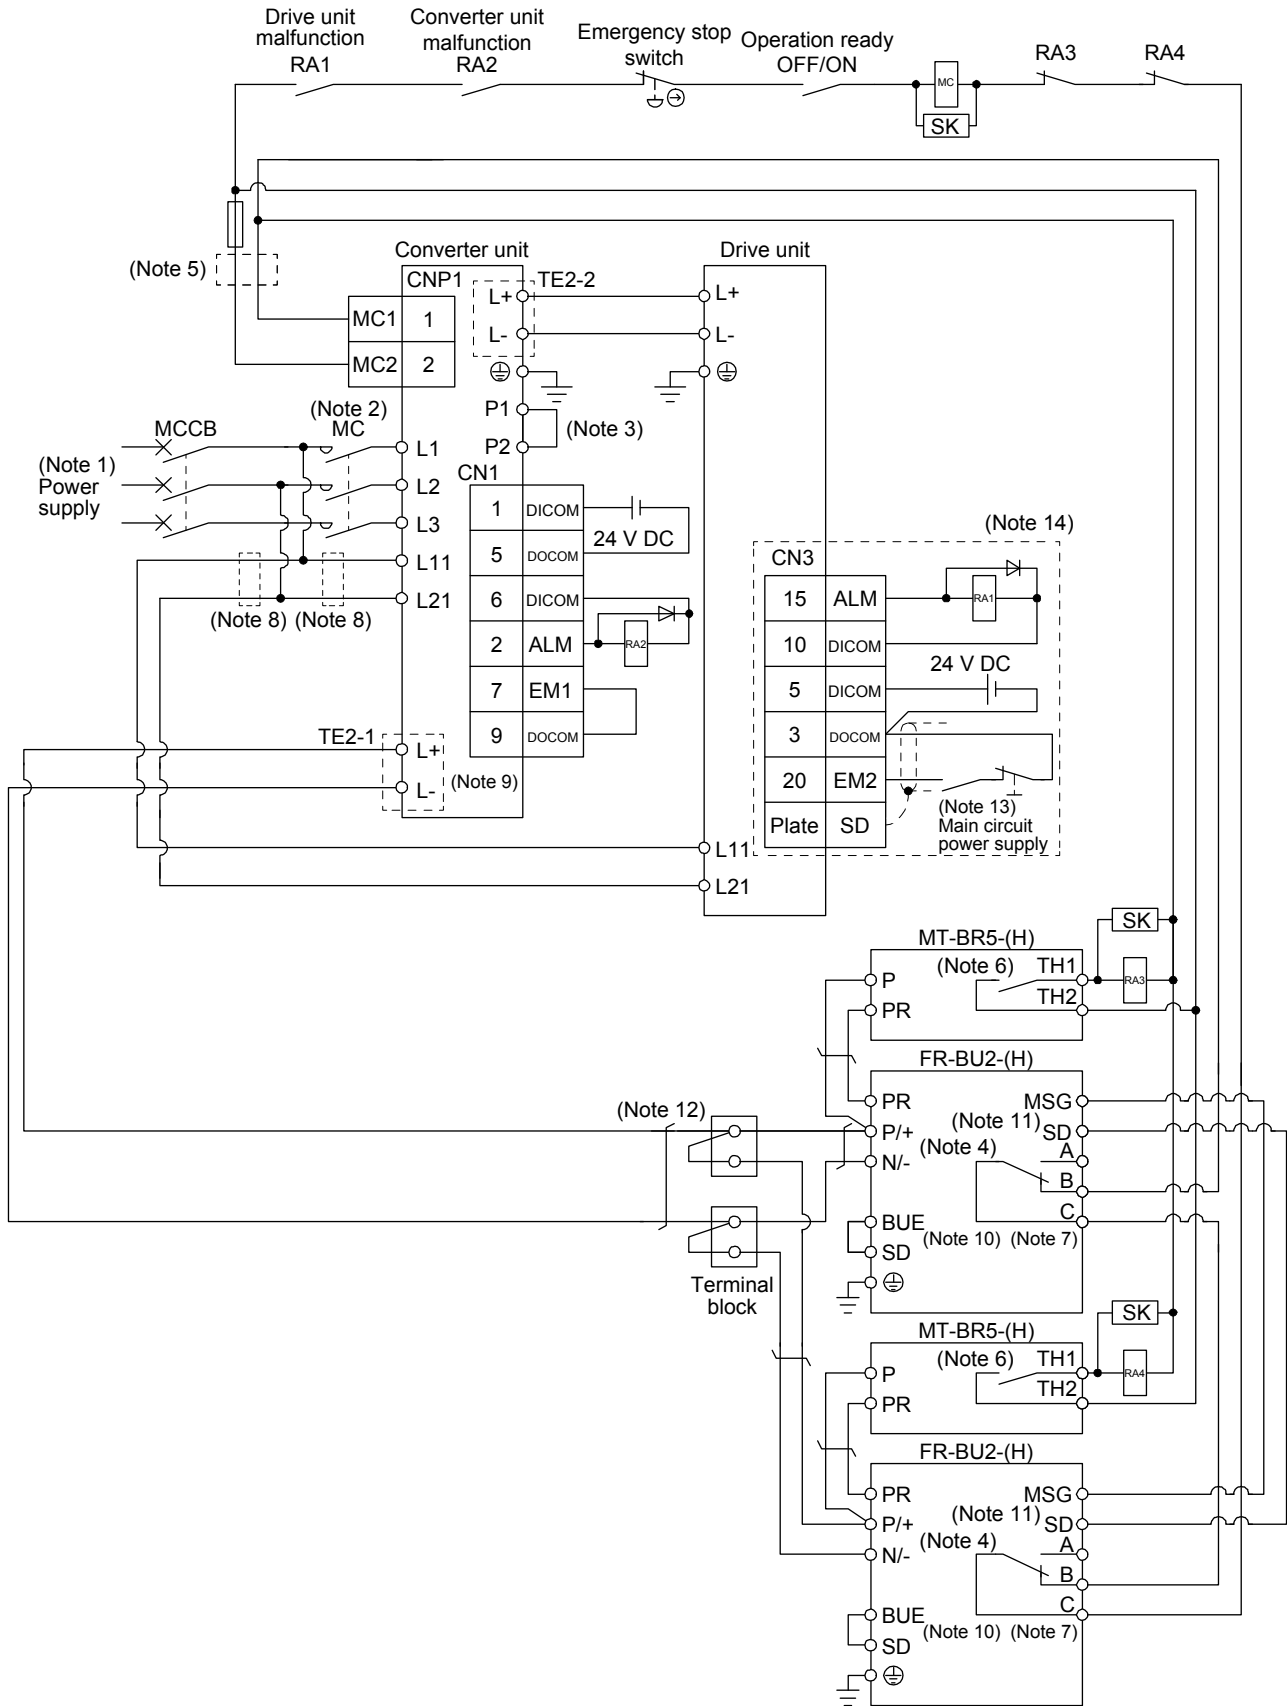 Drive unit
malfunction
RA1
Converter unit
malfunction
RA2
Emergency stop
switch
Operation ready
OFF/ON
MC
SK
RA3
RA4
(Note 5)
Converter unit
CNP1
MC1 1
MC2 2
L+
TE2-2
L-
P1
P2
(Note 3)
Drive unit
L+
L-
(Note 1)
Power
supply
MCCB
(Note 2)
MC
L1
L2
L3
L11
L21
(Note 8) (Note 8)
CN1
1 DICOM
5 DOCOM
6 DICOM
2 ALM
7 EM1
9 DOCOM
24 V DC
RA2
TE2-1
L+
L-
(Note 9)
(Note 14)
CN3
15 ALM
10 DICOM
5 DICOM
3 DOCOM
20 EM2
Plate SD
RA1
24 V DC
(Note 13)
Main circuit
power supply
L11
L21
MT-BR5-(H)
P
PR
(Note 6)
TH1
TH2
SK
RA3
FR-BU2-(H)
PR
P/+
N/-
BUE
SD
MSG
(Note 11)
SD
(Note 4)
A
B
C
(Note 10) (Note 7)
(Note 12)
Terminal
block
MT-BR5-(H)
P
PR
(Note 6)
TH1
TH2
SK
RA4
FR-BU2-(H)
PR
P/+
N/-
BUE
SD
MSG
(Note 11)
SD
(Note 4)
A
B
C
(Note 10) (Note 7)